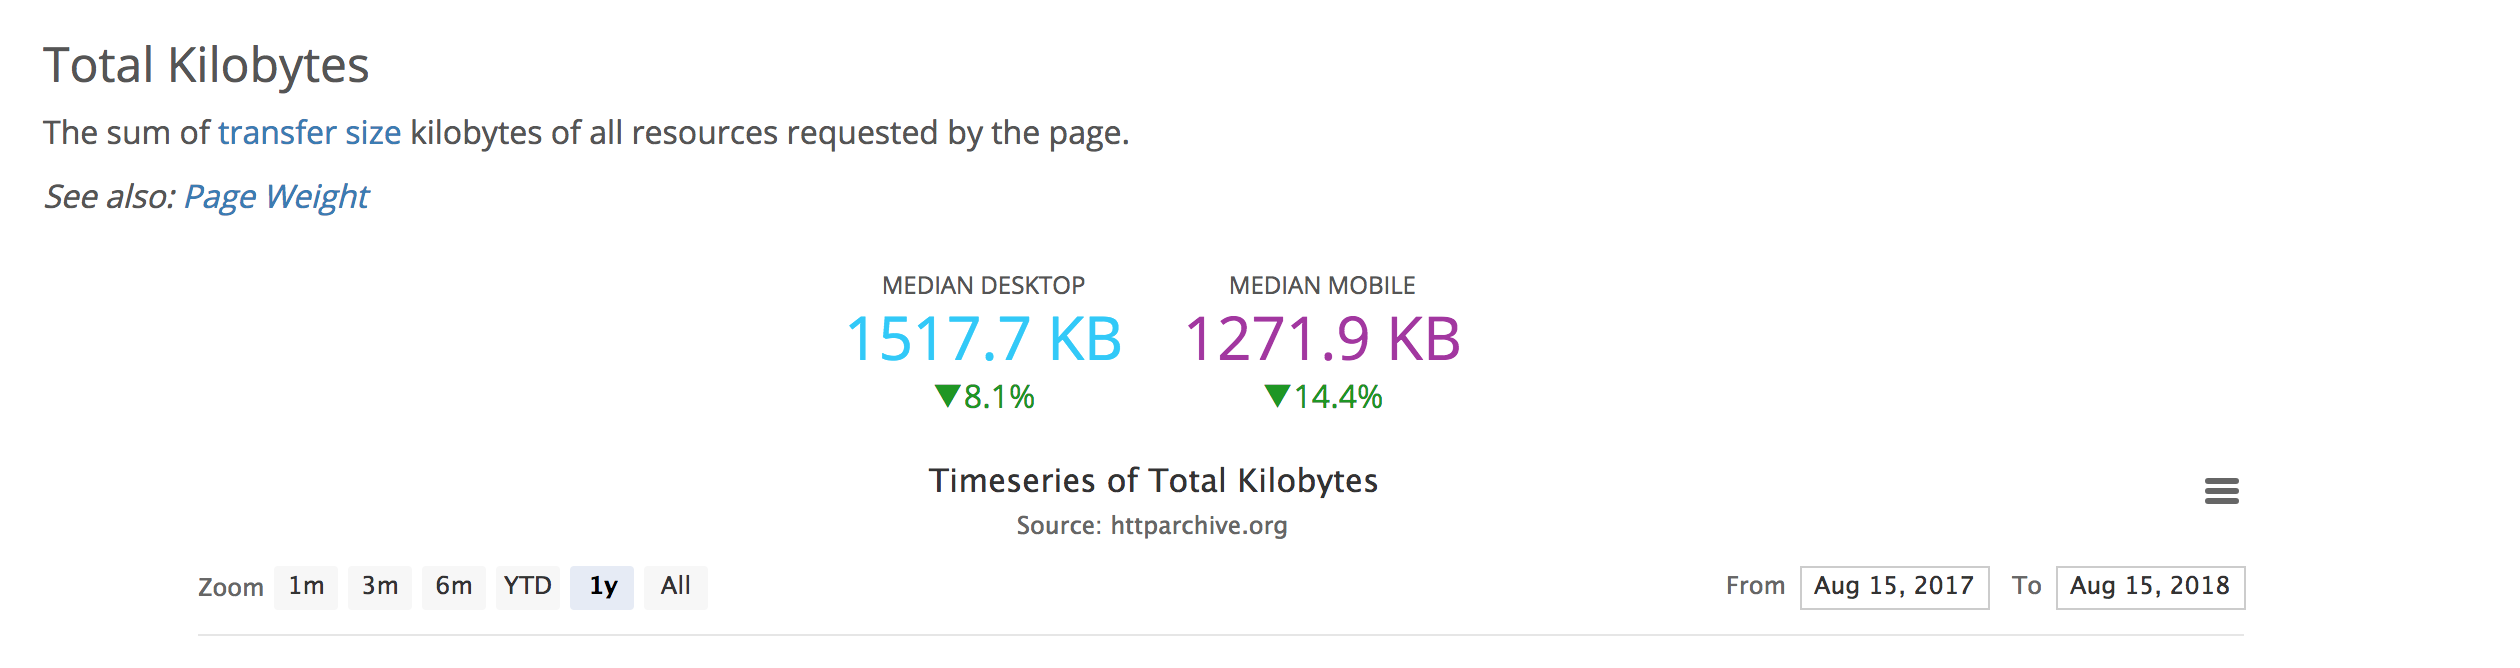 Total Kilobytes
The sum of transfer size kilobytes of all resources requested by the page.
See also: Page Weight
MEDIAN DESKTOP MEDIAN MOBILE
1517.7 KB 1271.9 KB
▼8.1% ▼14.4%
Timeseries of Total Kilobytes
Source: httparchive.org
Zoom 1m 3m 6m YTD 1y All From Aug 15, 2017 To Aug 15, 2018